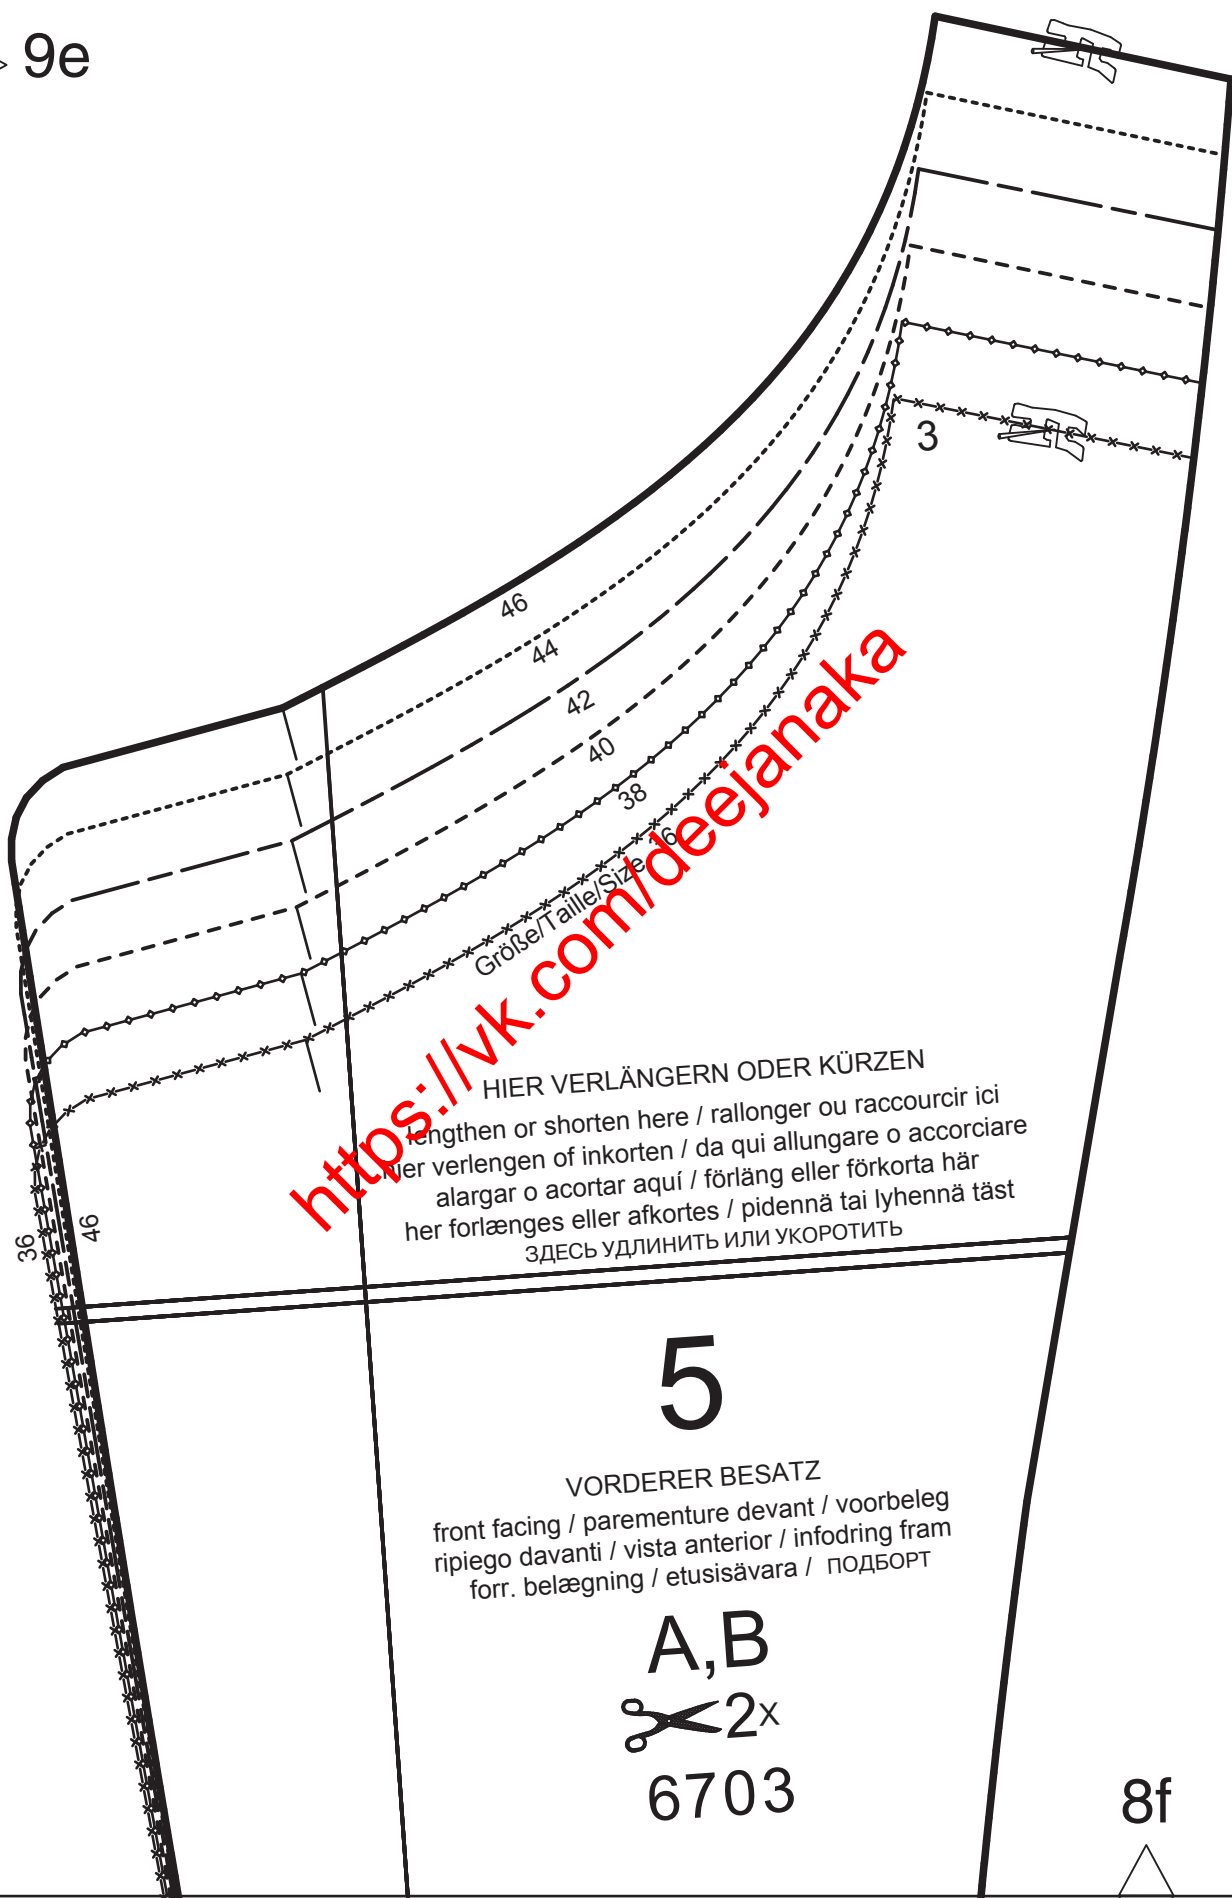 9e
3
46
44
42
40
38
Größe/Taille/Size 36
https://vk.com/deejanaka
HIER VERLÄNGERN ODER KÜRZEN
lengthen or shorten here / rallonger ou raccourcir ici
hier verlengen of inkorten / da qui allungare o accorciare
alargar o acortar aquí / förläng eller förkorta här
her forlænges eller afkortes / pidennä tai lyhennä täst
ЗДЕСЬ УДЛИНИТЬ ИЛИ УКОРОТИТЬ
36
46
5
VORDERER BESATZ
front facing / parementure devant / voorbeleg
ripiego davanti / vista anterior / infodring fram
forr. belægning / etusisävara / ПОДБОРТ
A,B
2x
6703
8f